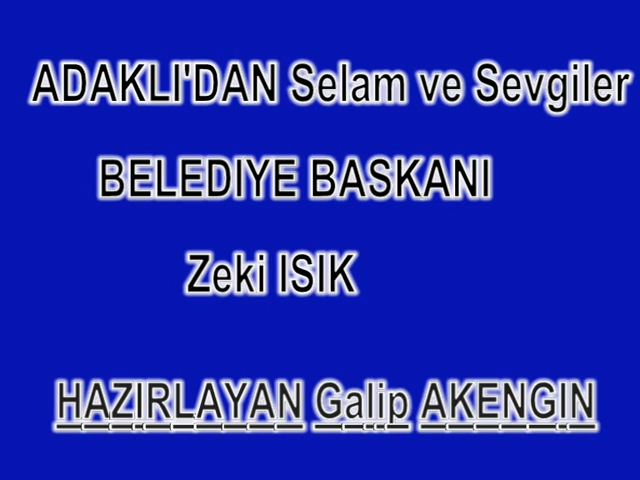 ADAKLI'DAN Selam ve Sevgiler
BELEDIYE BASKANI
Zeki ISIK
HAZIRLAYAN Galip AKENGIN